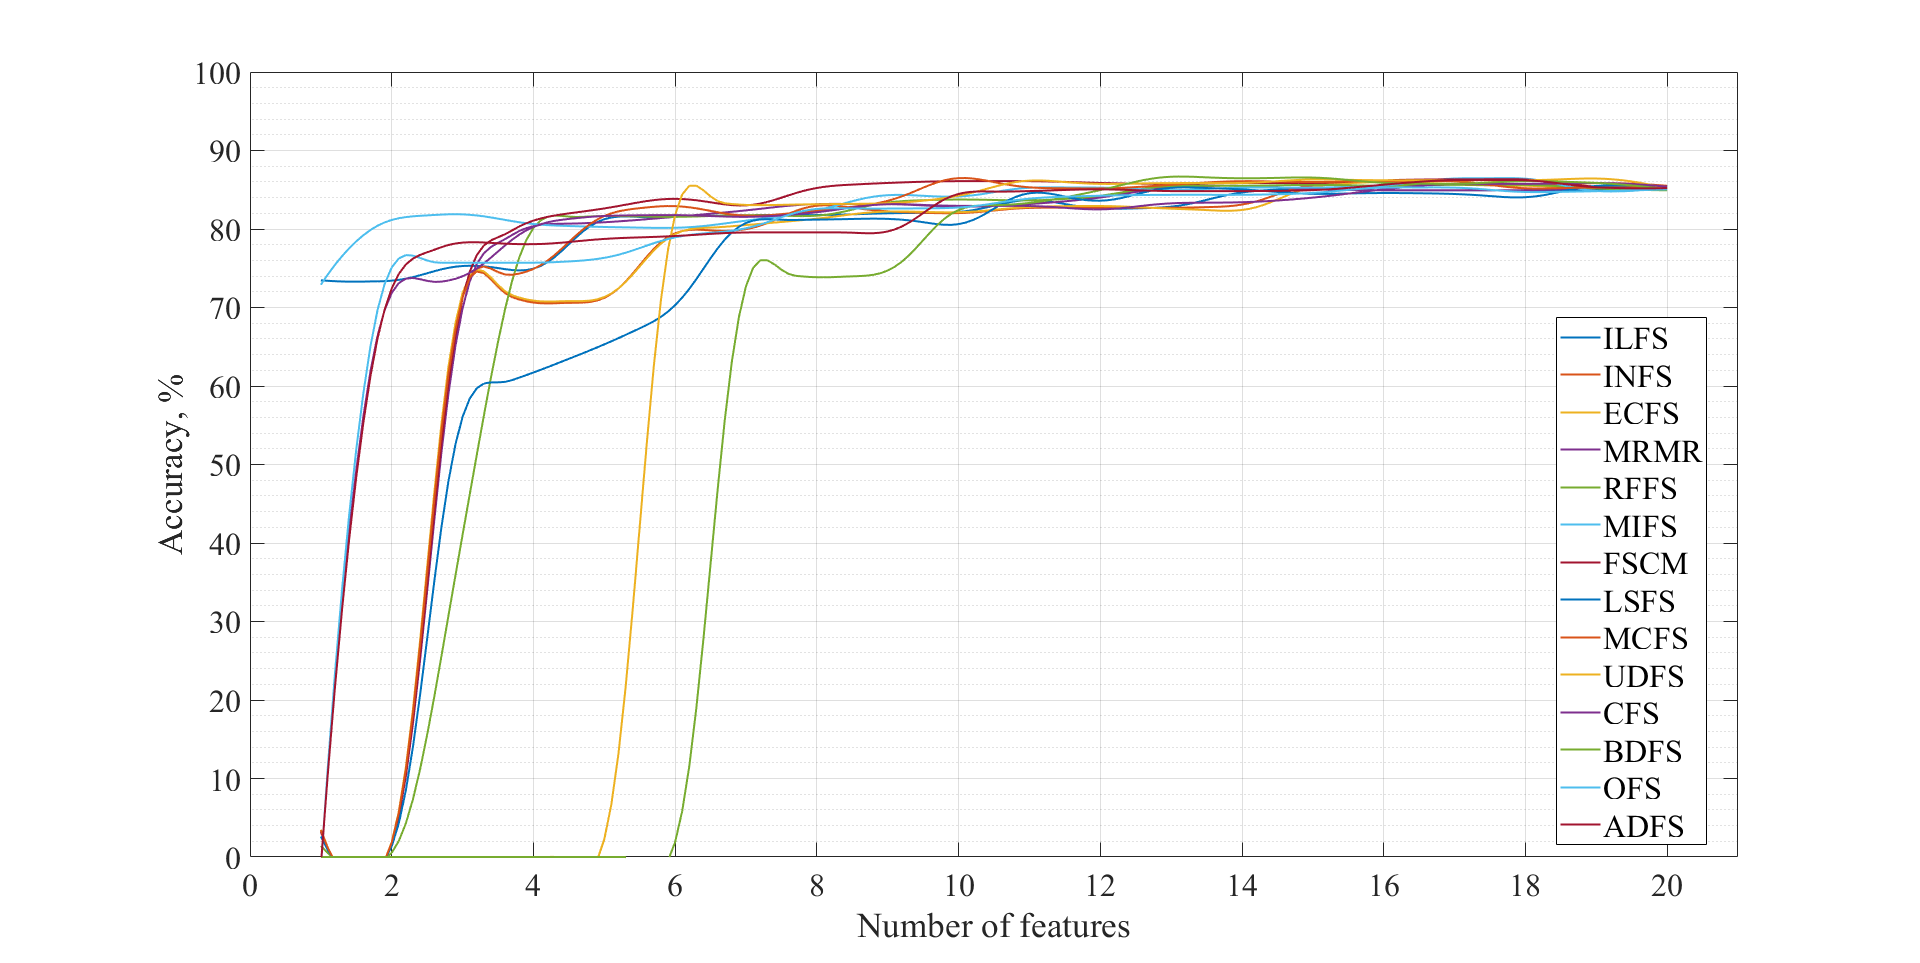 100
90
80
70
60
50
40
30
20
10
0
Accuracy, %
0 2 4 6 8 10 12 14 16 18 20
Number of features
ILFS
INFS
ECFS
MRMR
RFFS
MIFS
FSCM
LSFS
MCFS
UDFS
CFS
BDFS
OFS
ADFS